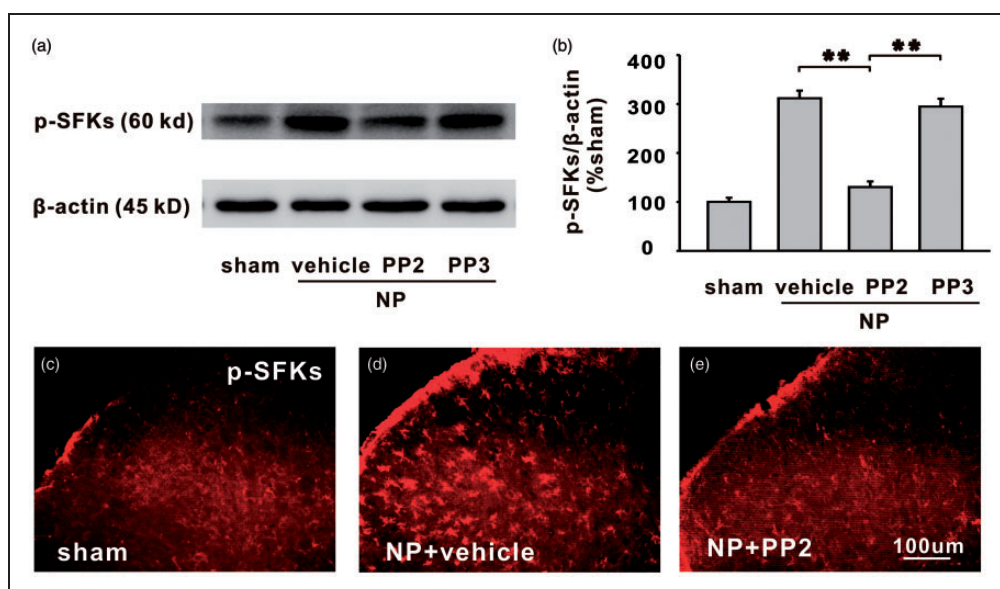 (a)
p-SFKs (60 kd)
β-actin (45 kD)
sham vehicle PP2 PP3
NP
(b)
p-SFKs/β-actin
(%sham)
400
300
200
100
0
** **
sham vehicle PP2 PP3
NP
(c)
p-SFKs
sham
(d)
NP+vehicle
(e)
NP+PP2
100um